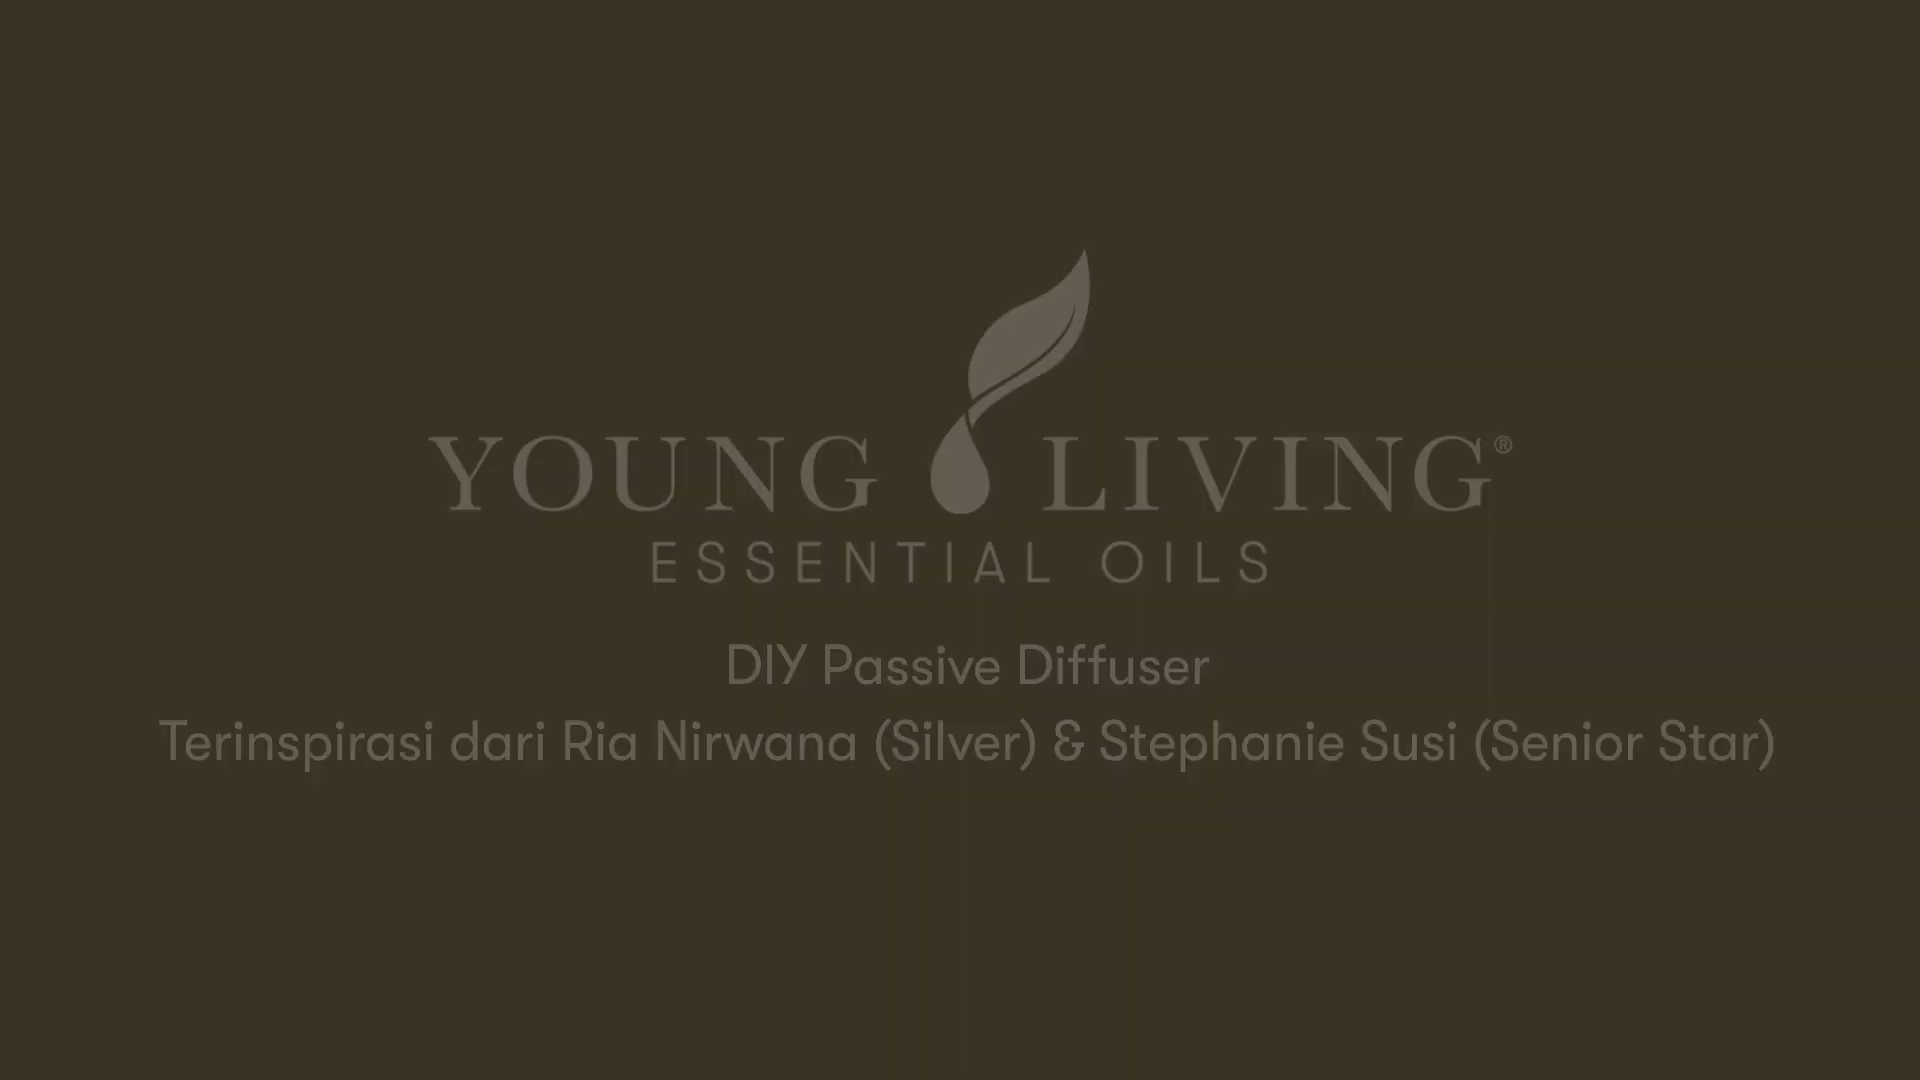 YOUNG LIVING®
ESSENTIAL OILS
DIY Passive Diffuser
Terinspirasi dari Ria Nirwana (Silver) & Stephanie Susi (Senior Star)